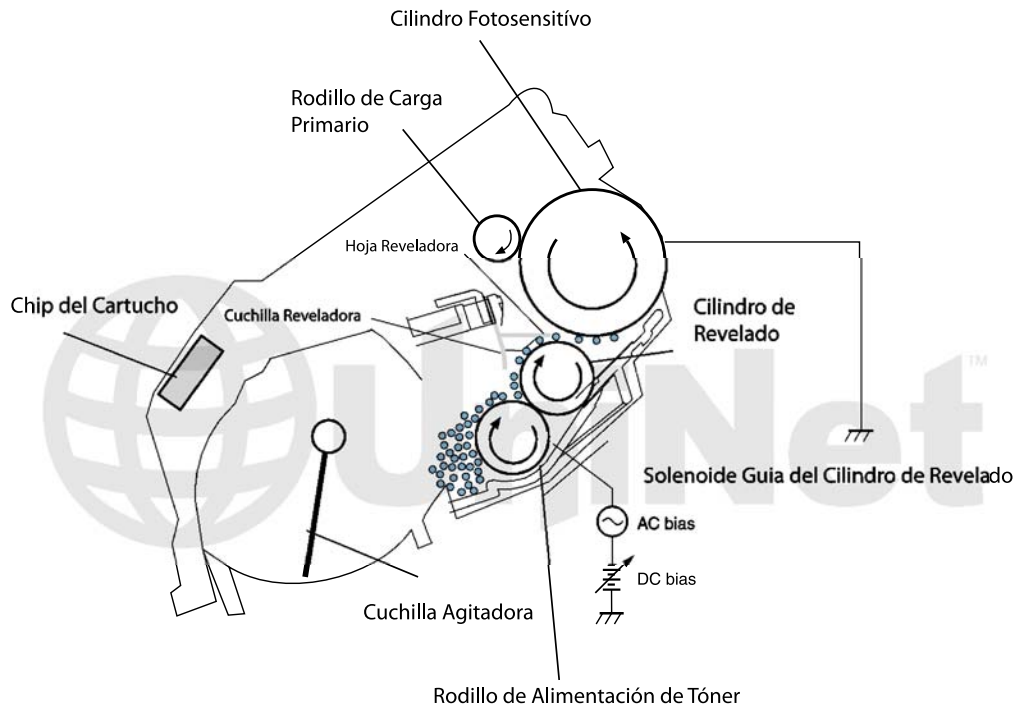 Cilindro Fotosensitívo
Rodillo de Carga
Primario
Hoja Reveladora
Chip del Cartucho
Cuchilla Reveladora
Cilindro de
Revelado
UniNet™
Solenoide Guia del Cilindro de Revelado
AC bias
DC bias
Cuchilla Agitadora
Rodillo de Alimentación de Tóner